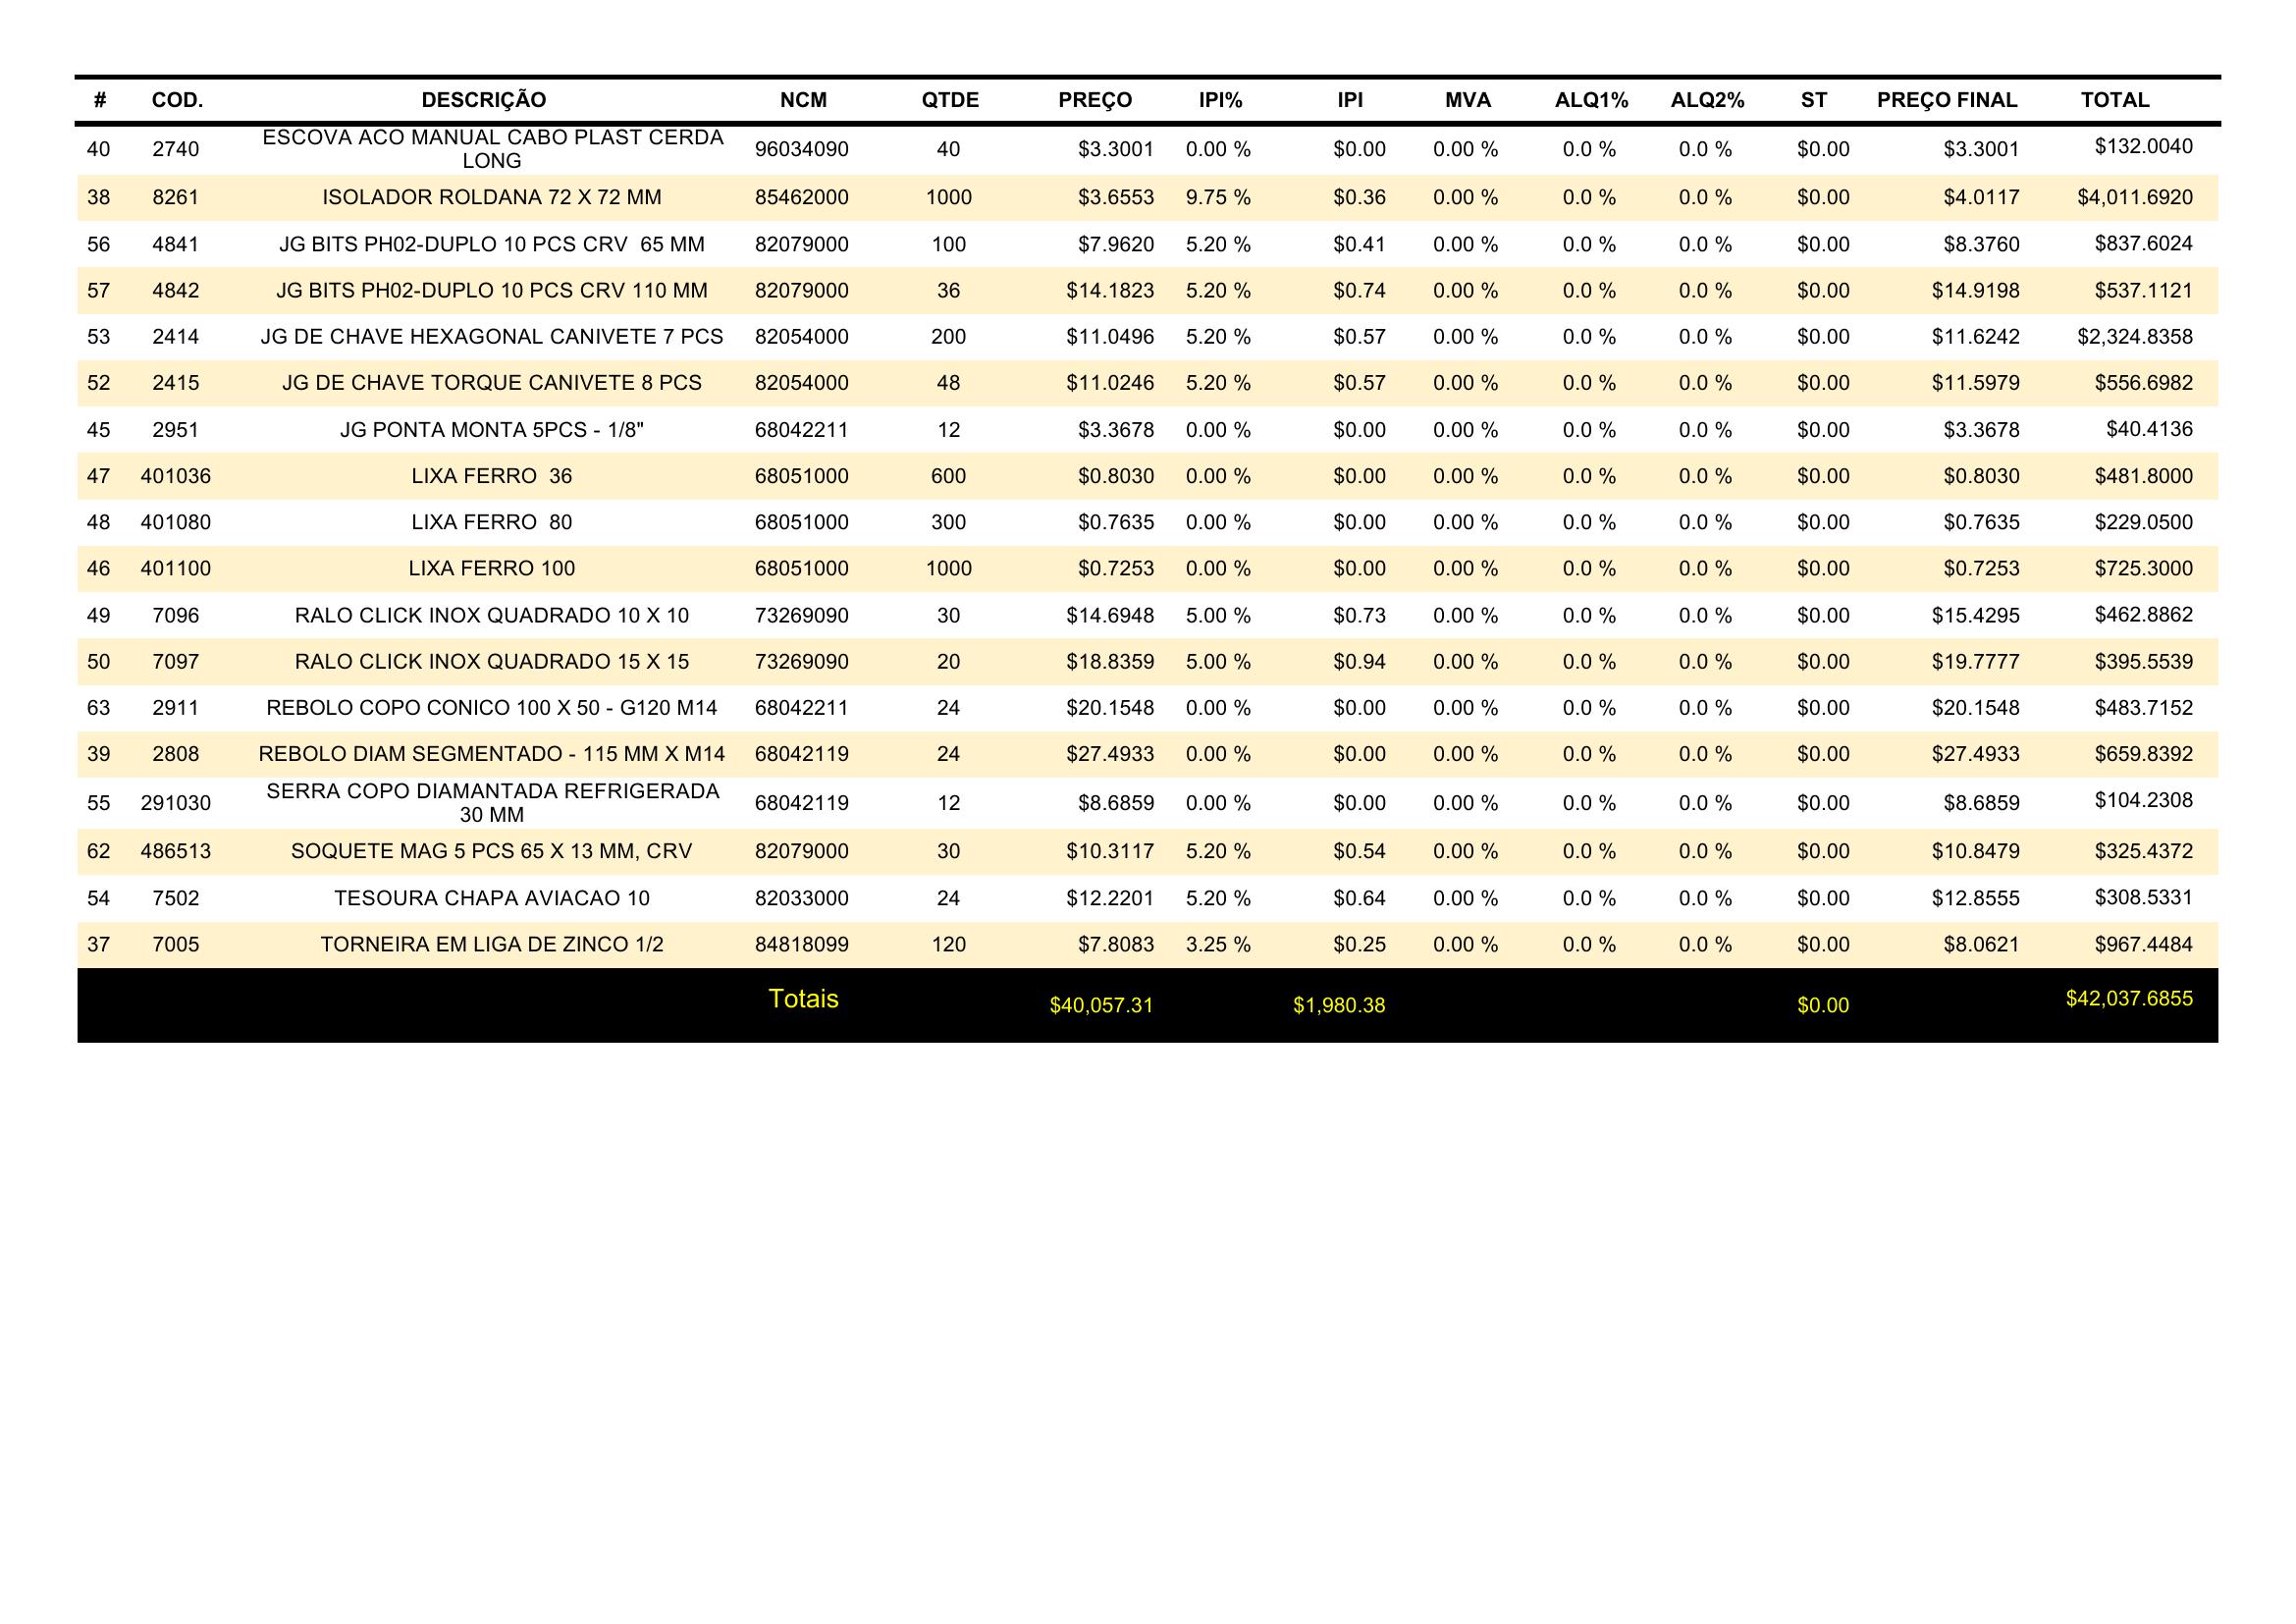 # COD. DESCRIÇÃO NCM QTDE PREÇO IPI% IPI MVA ALQ1% ALQ2% ST PREÇO FINAL TOTAL
ESCOVA ACO MANUAL CABO PLAST CERDA
40 2740 LONG 96034090 40 $3.3001 0.00 % $0.00 0.00 % 0.0 % 0.0 % $0.00 $3.3001 $132.0040
38 8261 ISOLADOR ROLDANA 72 X 72 MM 85462000 1000 $3.6553 9.75 % $0.36 0.00 % 0.0 % 0.0 % $0.00 $4.0117 $4,011.6920
56 4841 JG BITS PH02-DUPLO 10 PCS CRV  65 MM 82079000 100 $7.9620 5.20 % $0.41 0.00 % 0.0 % 0.0 % $0.00 $8.3760 $837.6024
57 4842 JG BITS PH02-DUPLO 10 PCS CRV 110 MM 82079000 36 $14.1823 5.20 % $0.74 0.00 % 0.0 % 0.0 % $0.00 $14.9198 $537.1121
53 2414 JG DE CHAVE HEXAGONAL CANIVETE 7 PCS 82054000 200 $11.0496 5.20 % $0.57 0.00 % 0.0 % 0.0 % $0.00 $11.6242 $2,324.8358
52 2415 JG DE CHAVE TORQUE CANIVETE 8 PCS 82054000 48 $11.0246 5.20 % $0.57 0.00 % 0.0 % 0.0 % $0.00 $11.5979 $556.6982
45 2951 JG PONTA MONTA 5PCS - 1/8" 68042211 12 $3.3678 0.00 % $0.00 0.00 % 0.0 % 0.0 % $0.00 $3.3678 $40.4136
47 401036 LIXA FERRO  36 68051000 600 $0.8030 0.00 % $0.00 0.00 % 0.0 % 0.0 % $0.00 $0.8030 $481.8000
48 401080 LIXA FERRO  80 68051000 300 $0.7635 0.00 % $0.00 0.00 % 0.0 % 0.0 % $0.00 $0.7635 $229.0500
46 401100 LIXA FERRO 100 68051000 1000 $0.7253 0.00 % $0.00 0.00 % 0.0 % 0.0 % $0.00 $0.7253 $725.3000
49 7096 RALO CLICK INOX QUADRADO 10 X 10 73269090 30 $14.6948 5.00 % $0.73 0.00 % 0.0 % 0.0 % $0.00 $15.4295 $462.8862
50 7097 RALO CLICK INOX QUADRADO 15 X 15 73269090 20 $18.8359 5.00 % $0.94 0.00 % 0.0 % 0.0 % $0.00 $19.7777 $395.5539
63 2911 REBOLO COPO CONICO 100 X 50 - G120 M14 68042211 24 $20.1548 0.00 % $0.00 0.00 % 0.0 % 0.0 % $0.00 $20.1548 $483.7152
39 2808 REBOLO DIAM SEGMENTADO - 115 MM X M14 68042119 24 $27.4933 0.00 % $0.00 0.00 % 0.0 % 0.0 % $0.00 $27.4933 $659.8392
SERRA COPO DIAMANTADA REFRIGERADA
55 291030 30 MM 68042119 12 $8.6859 0.00 % $0.00 0.00 % 0.0 % 0.0 % $0.00 $8.6859 $104.2308
62 486513 SOQUETE MAG 5 PCS 65 X 13 MM, CRV 82079000 30 $10.3117 5.20 % $0.54 0.00 % 0.0 % 0.0 % $0.00 $10.8479 $325.4372
54 7502 TESOURA CHAPA AVIACAO 10 82033000 24 $12.2201 5.20 % $0.64 0.00 % 0.0 % 0.0 % $0.00 $12.8555 $308.5331
37 7005 TORNEIRA EM LIGA DE ZINCO 1/2 84818099 120 $7.8083 3.25 % $0.25 0.00 % 0.0 % 0.0 % $0.00 $8.0621 $967.4484
Totais $40,057.31 $1,980.38 $0.00 $42,037.6855